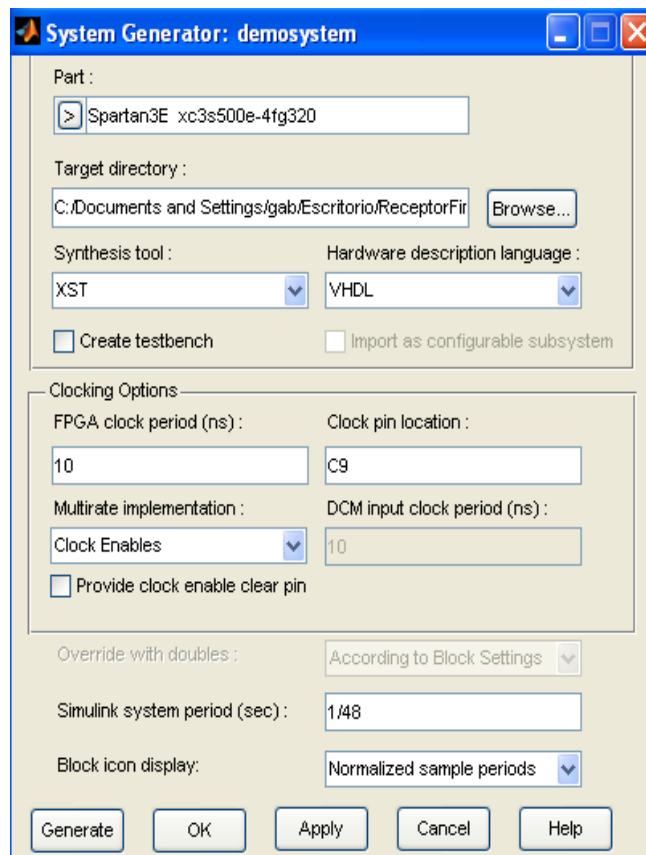 System Generator: demosystem
Part :
> Spartan3E xc3s500e-4fg320
Target directory :
C:/Documents and Settings/gab/Escritorio/ReceptorFir Browse...
Synthesis tool : Hardware description language :
XST VHDL
Create testbench Import as configurable subsystem
Clocking Options
FPGA clock period (ns) : Clock pin location :
10 C9
Multirate implementation : DCM input clock period (ns) :
Clock Enables 10
Provide clock enable clear pin
Override with doubles : According to Block Settings
Simulink system period (sec) : 1/48
Block icon display: Normalized sample periods
Generate OK Apply Cancel Help